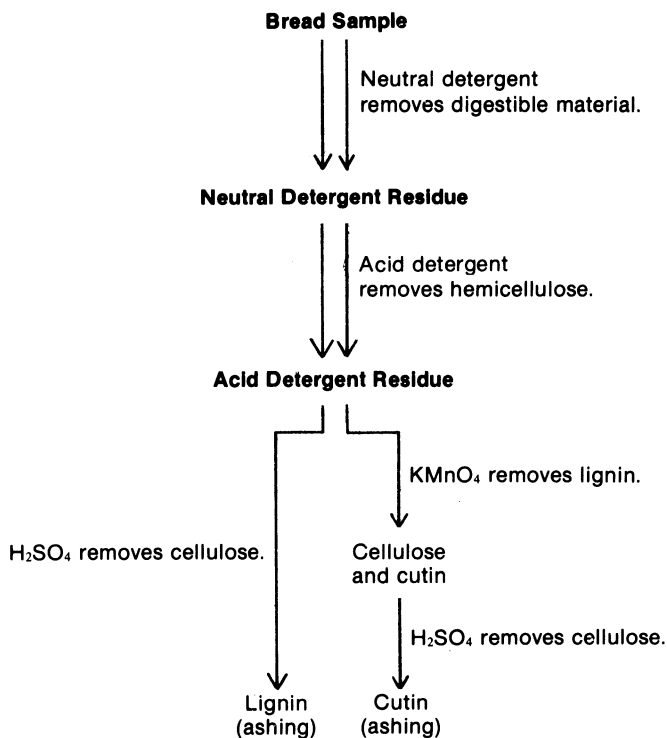 Bread Sample
Neutral detergent
removes digestible material.
Neutral Detergent Residue
Acid detergent
removes hemicellulose.
Acid Detergent Residue
KMnO₄ removes lignin.
H₂SO₄ removes cellulose.
Cellulose
and cutin
H₂SO₄ removes cellulose.
Lignin
(ashing)
Cutin
(ashing)